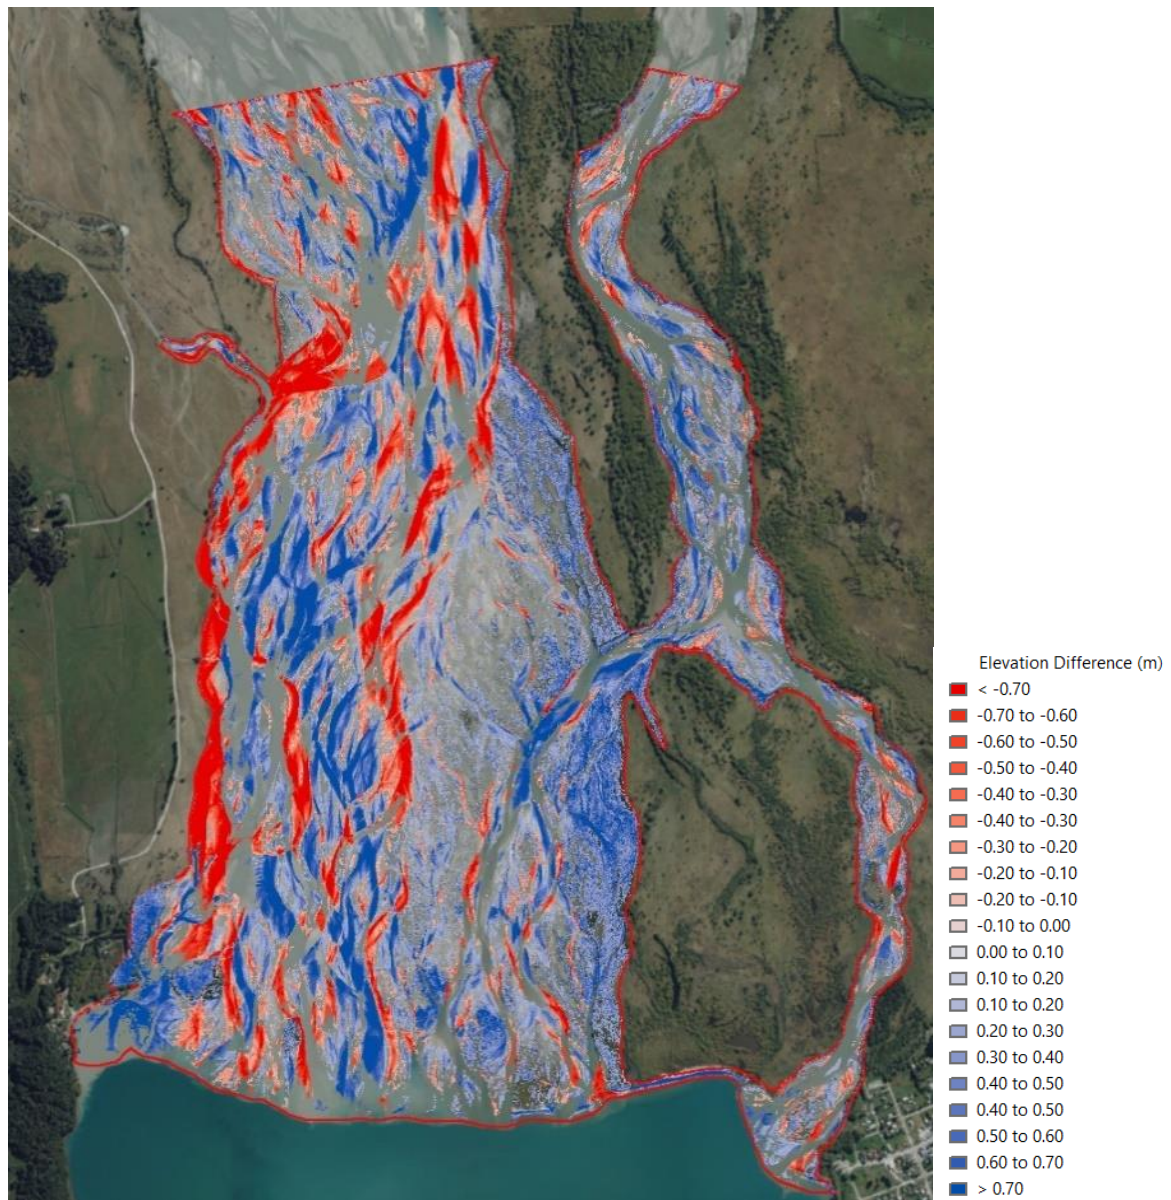 Elevation Difference (m)
< -0.70
-0.70 to -0.60
-0.60 to -0.50
-0.50 to -0.40
-0.40 to -0.30
-0.40 to -0.30
-0.30 to -0.20
-0.20 to -0.10
-0.20 to -0.10
-0.10 to 0.00
0.00 to 0.10
0.10 to 0.20
0.10 to 0.20
0.20 to 0.30
0.30 to 0.40
0.40 to 0.50
0.40 to 0.50
0.50 to 0.60
0.60 to 0.70
> 0.70